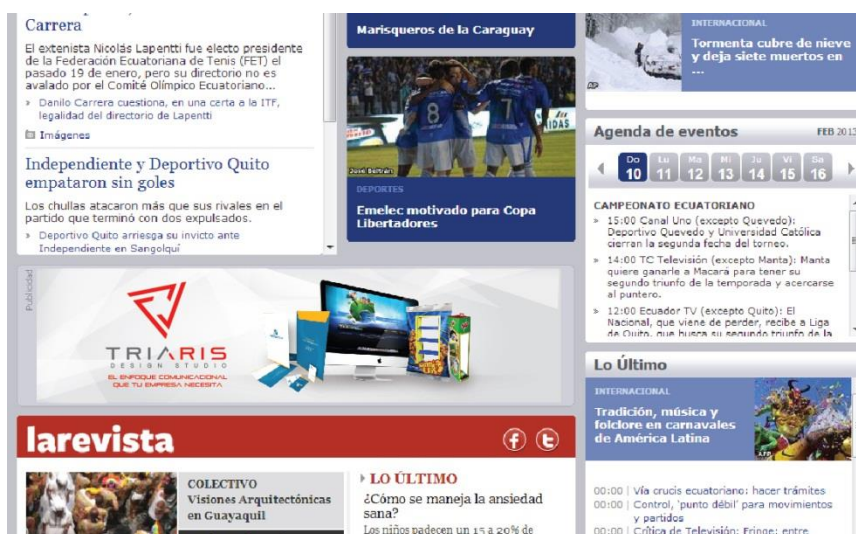 Carrera
El extenista Nicolás Lapentti fue electo presidente
de la Federación Ecuatoriana de Tenis (FET) el
pasado 19 de enero, pero su directorio no es
avalado por el Comité Olímpico Ecuatoriano...
» Danilo Carrera cuestiona, en una carta a la ITF,
legalidad del directorio de Lapentti
Imágenes
Independiente y Deportivo Quito
empataron sin goles
Los chullas atacaron más que sus rivales en el
partido que terminó con dos expulsados.
» Deportivo Quito arriesga su invicto ante
Independiente en Sangolquí
Marisqueros de la Caraguay
8
7
José Beltrán
DEPORTES
Emelec motivado para Copa
Libertadores
INTERNACIONAL
Tormenta cubre de nieve
y deja siete muertos en
...
AP
Agenda de eventos FEB 2013
Do Lu Ma Mi Ju Vi Sa
10 11 12 13 14 15 16
CAMPEONATO ECUATORIANO
» 15:00 Canal Uno (excepto Quevedo):
Deportivo Quevedo y Universidad Católica
cierran la segunda fecha del torneo.
» 14:00 TC Televisión (excepto Manta): Manta
quiere ganarle a Macará para tener su
segundo triunfo de la temporada y acercarse
al puntero.
» 12:00 Ecuador TV (excepto Quito): El
Nacional, que viene de perder, recibe a Liga
de Quito, que busca su segundo triunfo de la
Publicidad
TRIARIS
DESIGN STUDIO
EL ENFOQUE COMUNICACIONAL
QUE TU EMPRESA NECESITA
Lo Último
INTERNACIONAL
Tradición, música y
folclore en carnavales
de América Latina
AFP
00:00 | Vía crucis ecuatoriano: hacer trámites
00:00 | Control, 'punto débil' para movimientos
y partidos
00:00 | Crítica de Televisión: Fringe: entre
larevista
COLECTIVO
Visiones Arquitectónicas
en Guayaquil
LO ÚLTIMO
¿Cómo se maneja la ansiedad
sana?
Los niños padecen un 15 a 20% de